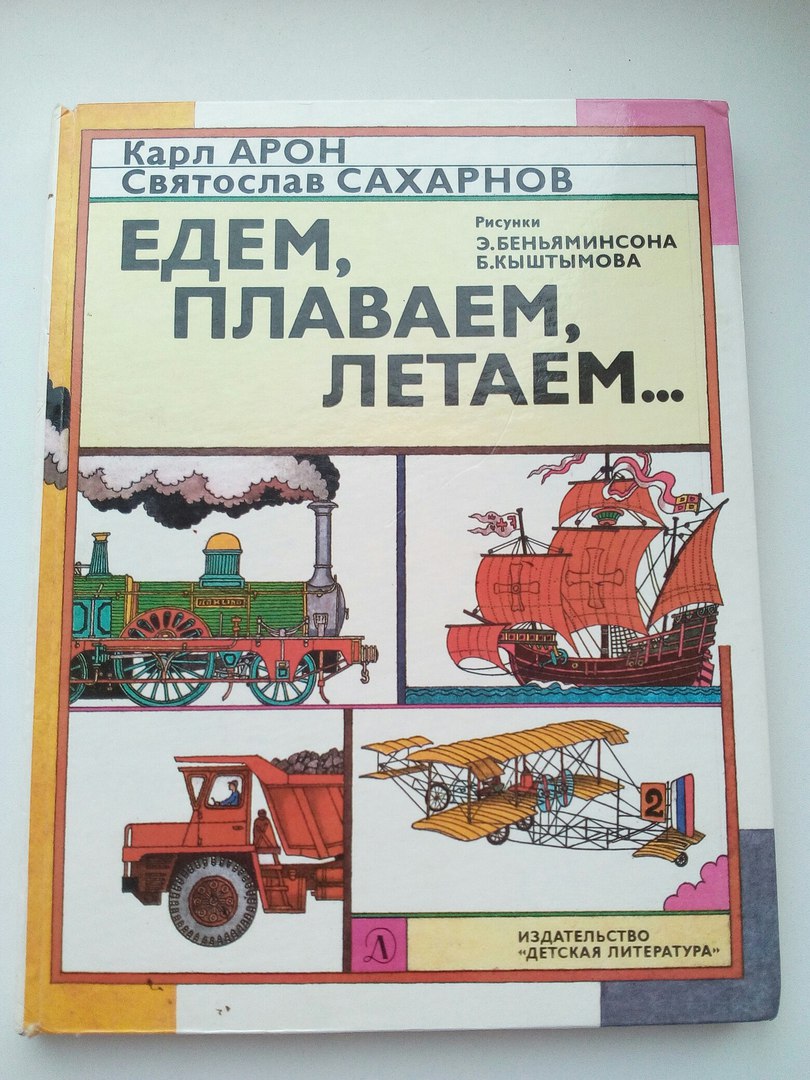 Карл АРОН
Святослав САХАРНОВ
Рисунки
Э.БЕНЬЯМИНСОНА
Б.КЫШТЫМОВА
ЕДЕМ,
ПЛАВАЕМ,
ЛЕТАЕМ...
2
Д
ИЗДАТЕЛЬСТВО
«ДЕТСКАЯ ЛИТЕРАТУРА»